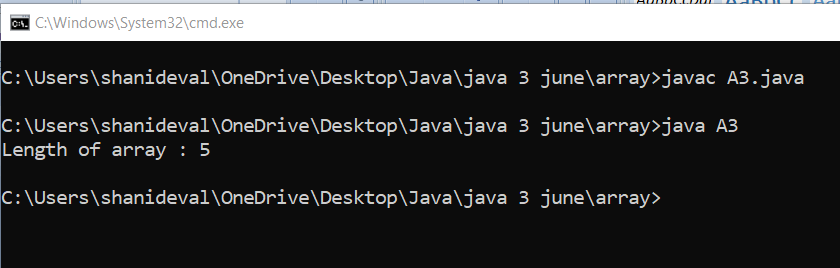 C:\Windows\System32\cmd.exe
C:\Users\shanideval\OneDrive\Desktop\Java\java 3 june\array>javac A3.java
C:\Users\shanideval\OneDrive\Desktop\Java\java 3 june\array>java A3
Length of array : 5
C:\Users\shanideval\OneDrive\Desktop\Java\java 3 june\array>